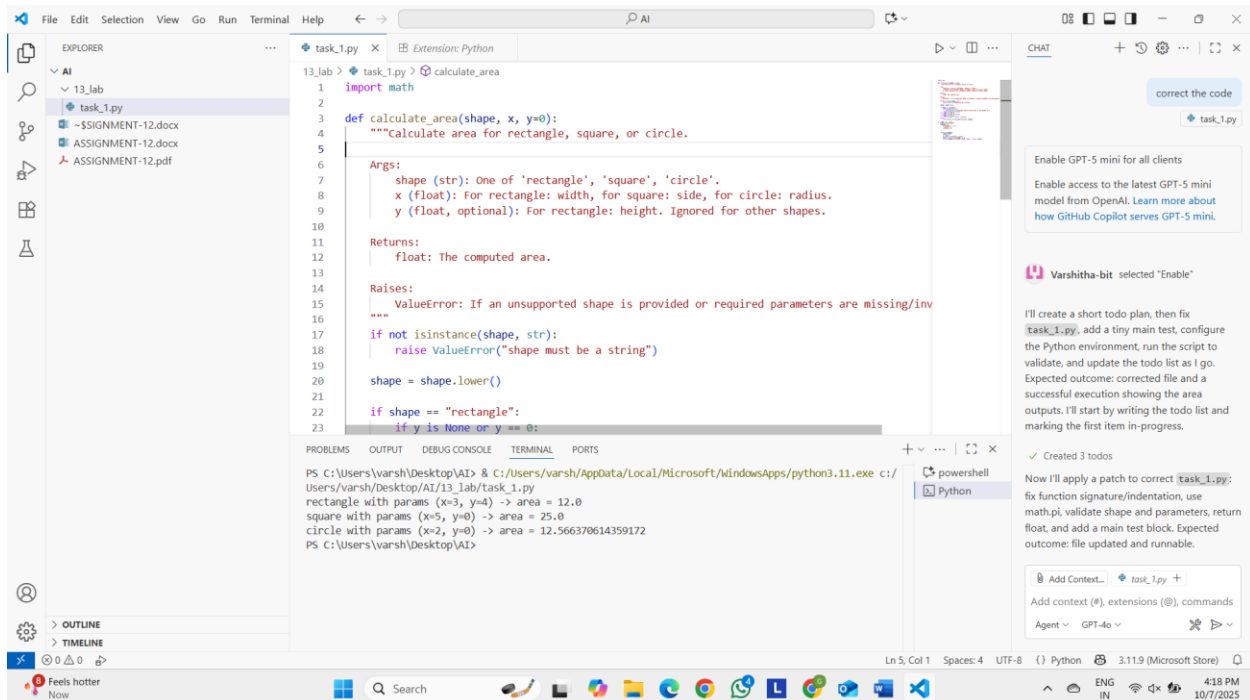 File Edit Selection View Go Run Terminal Help
AI
EXPLORER
AI
13_lab
task_1.py
~$SIGNMENT-12.docx
ASSIGNMENT-12.docx
ASSIGNMENT-12.pdf
OUTLINE
TIMELINE
task_1.py
Extension: Python
13_lab > task_1.py > calculate_area
1 import math
2
3 def calculate_area(shape, x, y=0):
4 """Calculate area for rectangle, square, or circle.
5
6 Args:
7 shape (str): One of 'rectangle', 'square', 'circle'.
8 x (float): For rectangle: width, for square: side, for circle: radius.
9 y (float, optional): For rectangle: height. Ignored for other shapes.
10
11 Returns:
12 float: The computed area.
13
14 Raises:
15 ValueError: If an unsupported shape is provided or required parameters are missing/inv
16 """
17 if not isinstance(shape, str):
18 raise ValueError("shape must be a string")
19
20 shape = shape.lower()
21
22 if shape == "rectangle":
23 if y is None or y == 0:
PROBLEMS OUTPUT DEBUG CONSOLE TERMINAL PORTS
PS C:\Users\varsh\Desktop\AI> & C:/Users/varsh/AppData/Local/Microsoft/WindowsApps/python3.11.exe c:/
Users/varsh/Desktop/AI/13_lab/task_1.py
rectangle with params (x=3, y=4) -> area = 12.0
square with params (x=5, y=0) -> area = 25.0
circle with params (x=2, y=0) -> area = 12.566370614359172
PS C:\Users\varsh\Desktop\AI>
powershell
Python
CHAT
correct the code
task_1.py
Enable GPT-5 mini for all clients
Enable access to the latest GPT-5 mini
model from OpenAI. Learn more about
how GitHub Copilot serves GPT-5 mini.
Varshitha-bit selected "Enable"
I'll create a short todo plan, then fix
task_1.py, add a tiny main test, configure
the Python environment, run the script to
validate, and update the todo list as I go.
Expected outcome: corrected file and a
successful execution showing the area
outputs. I'll start by writing the todo list and
marking the first item in-progress.
Created 3 todos
Now I'll apply a patch to correct task_1.py:
fix function signature/indentation, use
math.pi, validate shape and parameters, return
float, and add a main test block. Expected
outcome: file updated and runnable.
Add Context... task_1.py +
Add context (#), extensions (@), commands
Agent GPT-4o
0 0 0
Ln 5, Col 1 Spaces: 4 UTF-8 {} Python 3.11.9 (Microsoft Store)
8
Feels hotter
Now
Search
4
L
ENG
IN
4:18 PM
10/7/2025